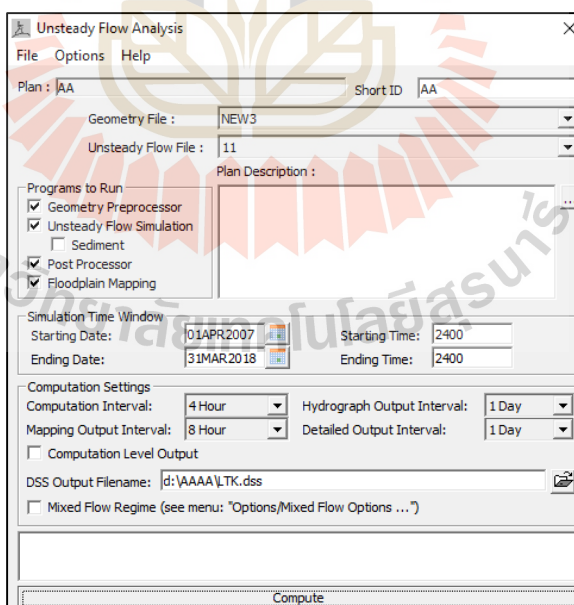 Unsteady Flow Analysis
File Options Help
Plan : AA Short ID AA
Geometry File : NEW3
Unsteady Flow File : 11
Plan Description :
Programs to Run
Geometry Preprocessor
Unsteady Flow Simulation
Sediment
Post Processor
Floodplain Mapping
...
Simulation Time Window
Starting Date: 01APR2007 Starting Time: 2400
Ending Date: 31MAR2018 Ending Time: 2400
Computation Settings
Computation Interval: 4 Hour Hydrograph Output Interval: 1 Day
Mapping Output Interval: 8 Hour Detailed Output Interval: 1 Day
Computation Level Output
DSS Output Filename: d:\AAAA\LTK.dss
Mixed Flow Regime (see menu: "Options/Mixed Flow Options ...")
Compute